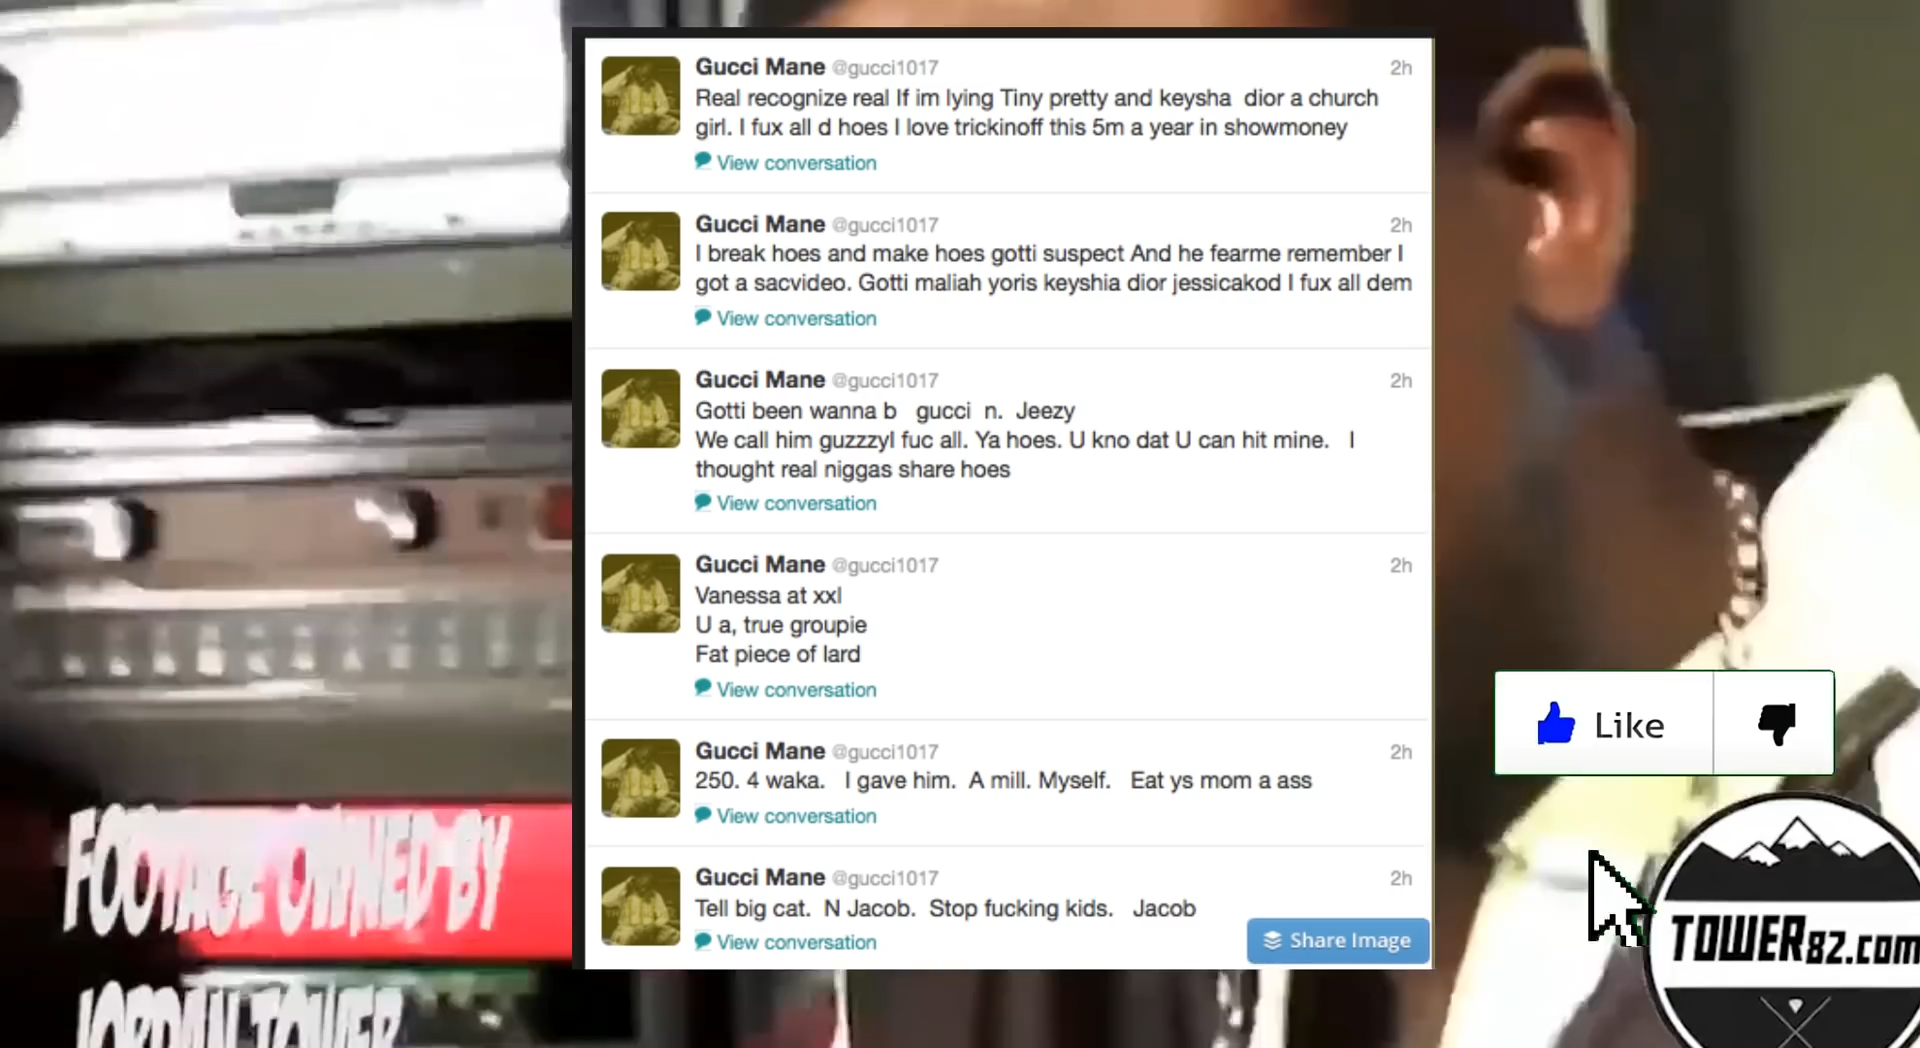 Gucci Mane @gucci1017 2h
Real recognize real If im lying Tiny pretty and keysha dior a church
girl. I fux all d hoes I love trickinoff this 5m a year in showmoney
View conversation
Gucci Mane @gucci1017 2h
I break hoes and make hoes gotti suspect And he fearme remember I
got a sacvideo. Gotti maliah yoris keyshia dior jessicakod I fux all dem
View conversation
Gucci Mane @gucci1017 2h
Gotti been wanna b gucci n. Jeezy
We call him guzzzyI fuc all. Ya hoes. U kno dat U can hit mine. I
thought real niggas share hoes
View conversation
Gucci Mane @gucci1017 2h
Vanessa at xxl
U a, true groupie
Fat piece of lard
View conversation
Gucci Mane @gucci1017 2h
250. 4 waka. I gave him. A mill. Myself. Eat ys mom a ass
View conversation
Gucci Mane @gucci1017 2h
Tell big cat. N Jacob. Stop fucking kids. Jacob
View conversation
Share Image
Like
TOWER82.com
FOOTAGE OWNED BY
JORDAN TOWER